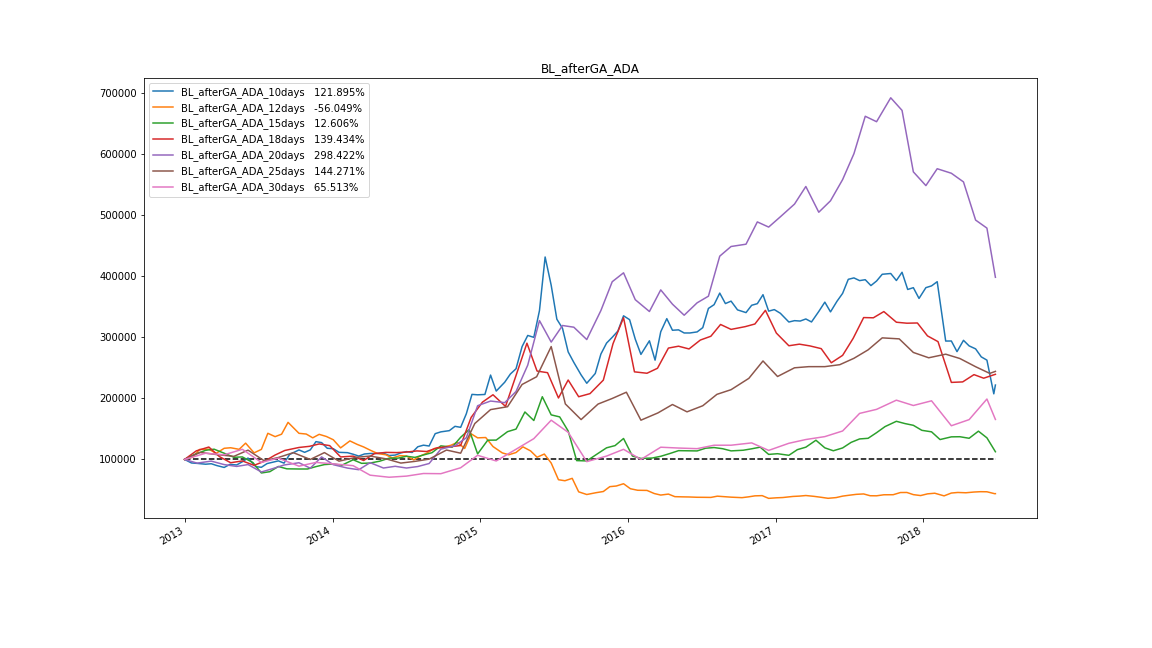 BL_afterGA_ADA
BL_afterGA_ADA_10days 121.895%
BL_afterGA_ADA_12days -56.049%
BL_afterGA_ADA_15days 12.606%
BL_afterGA_ADA_18days 139.434%
BL_afterGA_ADA_20days 298.422%
BL_afterGA_ADA_25days 144.271%
BL_afterGA_ADA_30days 65.513%
700000
600000
500000
400000
300000
200000
100000
2013
2014
2015
2016
2017
2018